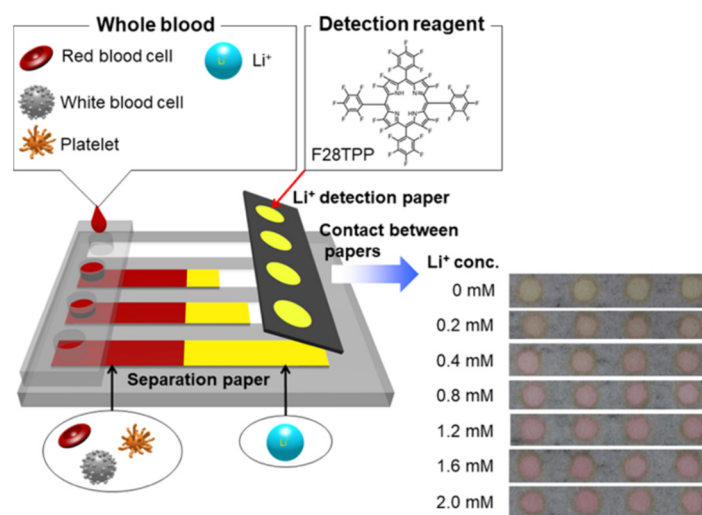 Whole blood
Red blood cell
Li
Li⁺
White blood cell
Platelet
Detection reagent
F28TPP
Li⁺ detection paper
Contact between
papers
Separation paper
Li
Li⁺ conc.
0 mM
0.2 mM
0.4 mM
0.8 mM
1.2 mM
1.6 mM
2.0 mM